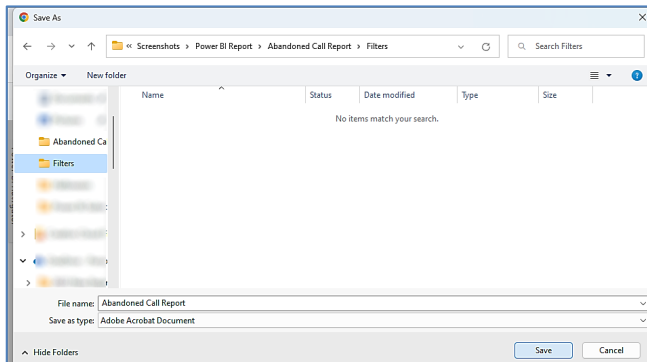 Save As
« Screenshots > Power BI Report > Abandoned Call Report > Filters
Search Filters
Organize
New folder
?
Name
Status
Date modified
Type
Size
No items match your search.
Abandoned Ca
Filters
File name: Abandoned Call Report
Save as type: Adobe Acrobat Document
Hide Folders
Save
Cancel